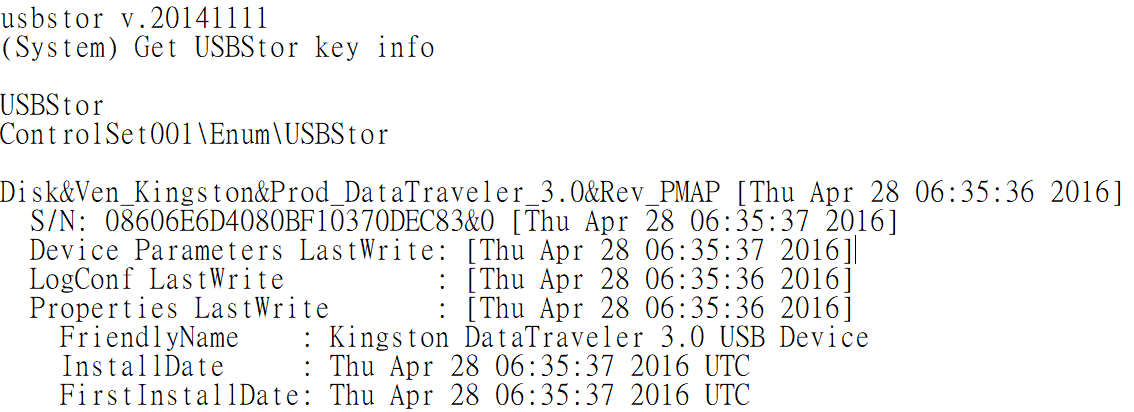 usbstor v.20141111
(System) Get USBStor key info
USBStor
ControlSet001\Enum\USBStor
Disk&Ven_Kingston&Prod_DataTraveler_3.0&Rev_PMAP [Thu Apr 28 06:35:36 2016]
S/N: 08606E6D4080BF10370DEC83&0 [Thu Apr 28 06:35:37 2016]
Device Parameters LastWrite: [Thu Apr 28 06:35:37 2016]
LogConf LastWrite          : [Thu Apr 28 06:35:36 2016]
Properties LastWrite       : [Thu Apr 28 06:35:36 2016]
FriendlyName    : Kingston DataTraveler 3.0 USB Device
InstallDate     : Thu Apr 28 06:35:37 2016 UTC
FirstInstallDate: Thu Apr 28 06:35:37 2016 UTC